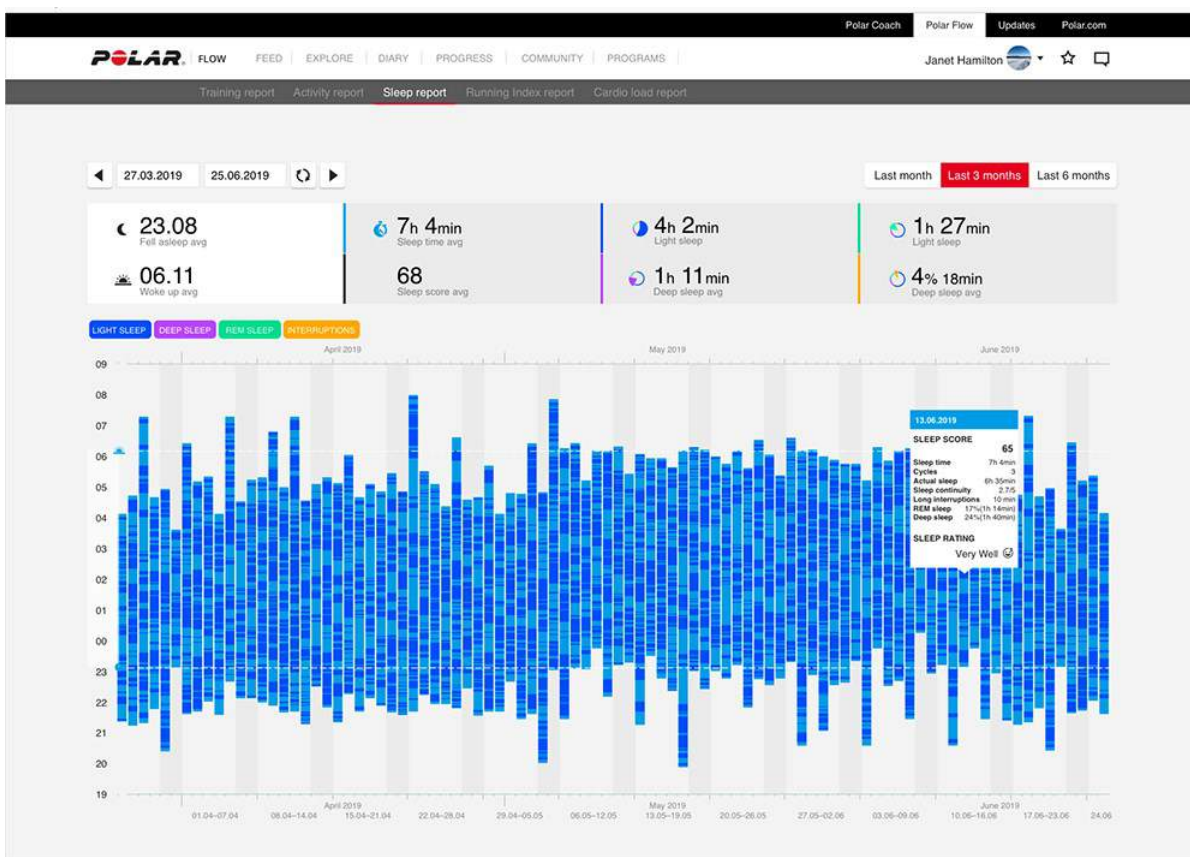 Polar Coach Polar Flow Updates Polar.com
POLAR. FLOW FEED EXPLORE DIARY PROGRESS COMMUNITY PROGRAMS Janet Hamilton
Training report Activity report Sleep report Running Index report Cardio load report
27.03.2019 25.06.2019 Last month Last 3 months Last 6 months
23.08 7h 4min 4h 2min 1h 27min
Fell asleep avg Sleep time avg Light sleep Light sleep
06.11 68 1h 11min 4% 18min
Woke up avg Sleep score avg Deep sleep avg Deep sleep avg
LIGHT SLEEP DEEP SLEEP REM SLEEP INTERRUPTIONS
April 2019 May 2019 June 2019
09
08
07
06
05
04
03
02
01
00
23
22
21
20
19
13.06.2019
SLEEP SCORE
65
Sleep time 7h 4min
Cycles 3
Actual sleep 6h 35min
Sleep continuity 2.7/5
Long interruptions 10 min
REM sleep 17%(1h 14min)
Deep sleep 24%(1h 40min)
SLEEP RATING
Very Well
April 2019 May 2019 June 2019
01.04–07.04 08.04–14.04 15.04–21.04 22.04–28.04 29.04–05.05 06.05–12.05 13.05–19.05 20.05–26.05 27.05–02.06 03.06–09.06 10.06–16.06 17.06–23.06 24.06